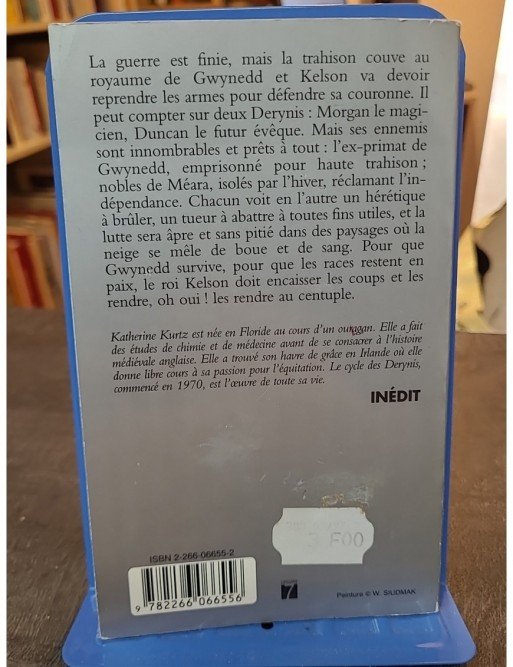 La guerre est finie, mais la trahison couve au
royaume de Gwynedd et Kelson va devoir
reprendre les armes pour défendre sa couronne. Il
peut compter sur deux Derynis : Morgan le magi-
cien, Duncan le futur évêque. Mais ses ennemis
sont innombrables et prêts à tout : l'ex-primat de
Gwynedd, emprisonné pour haute trahison ;
nobles de Méara, isolés par l'hiver, réclamant l'in-
dépendance. Chacun voit en l'autre un hérétique
à brûler, un tueur à abattre à toutes fins utiles, et la
lutte sera âpre et sans pitié dans des paysages où la
neige se mêle de boue et de sang. Pour que
Gwynedd survive, pour que les races restent en
paix, le roi Kelson doit encaisser les coups et les
rendre, oh oui ! les rendre au centuple.
Katherine Kurtz est née en Floride au cours d'un ouragan. Elle a fait
des études de chimie et de médecine avant de se consacrer à l'histoire
médiévale anglaise. Elle a trouvé son havre de grâce en Irlande où elle
donne libre cours à sa passion pour l'équitation. Le cycle des Derynis,
commencé en 1970, est l'œuvre de toute sa vie.
INÉDIT
3 F00
ISBN 2-266-06655-2
9 782266 066556
7
Peinture © W. SIUDMAK